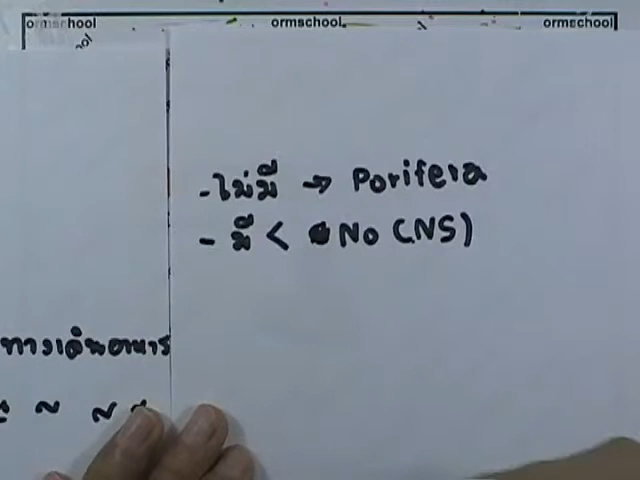 ormschool ormschool ormschool
- ไม่มี → Porifera
- มี < No CNS)
ทางเดินอาหาร